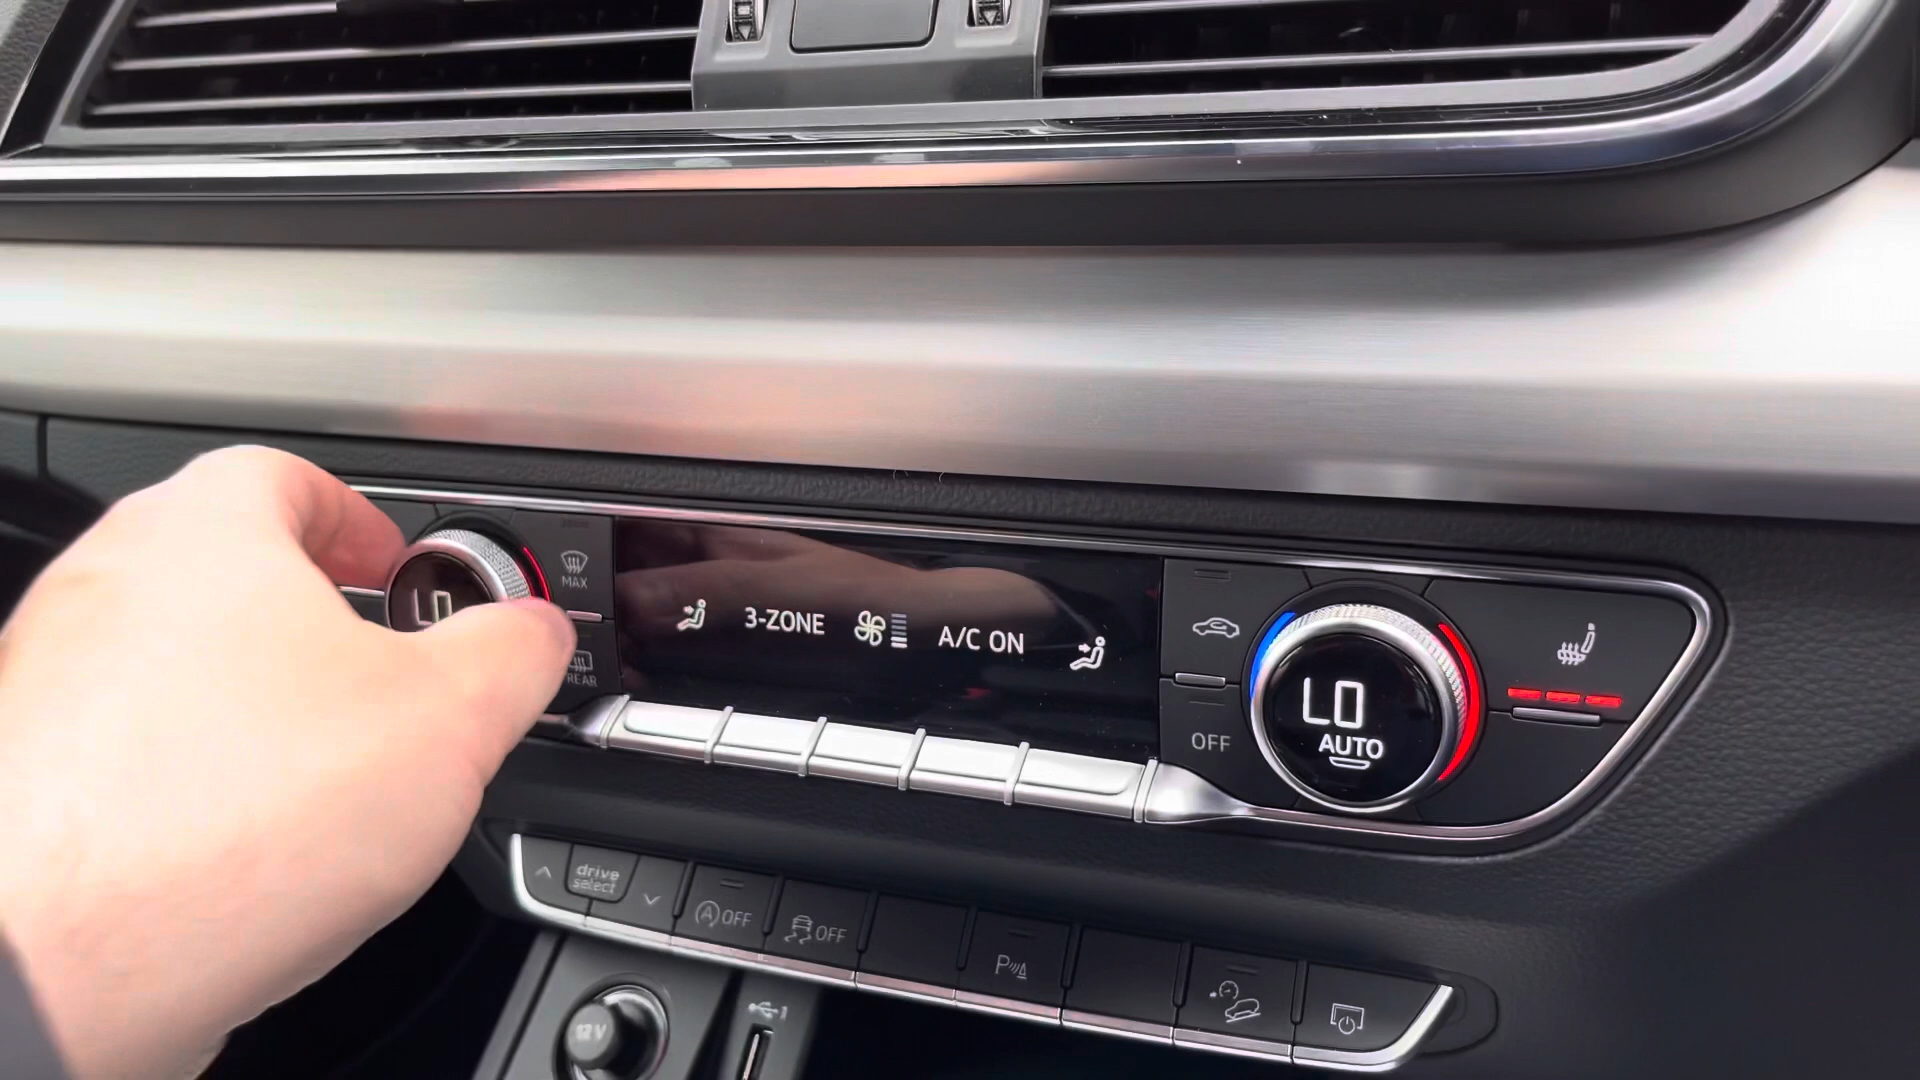 MAX
LO
3-ZONE
A/C ON
REAR
LO
AUTO
OFF
drive
select
A OFF
OFF
P
12V